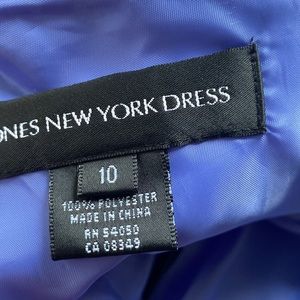 ONES NEW YORK DRESS
10
100% POLYESTER
MADE IN CHINA
RN 54050
CA 08349